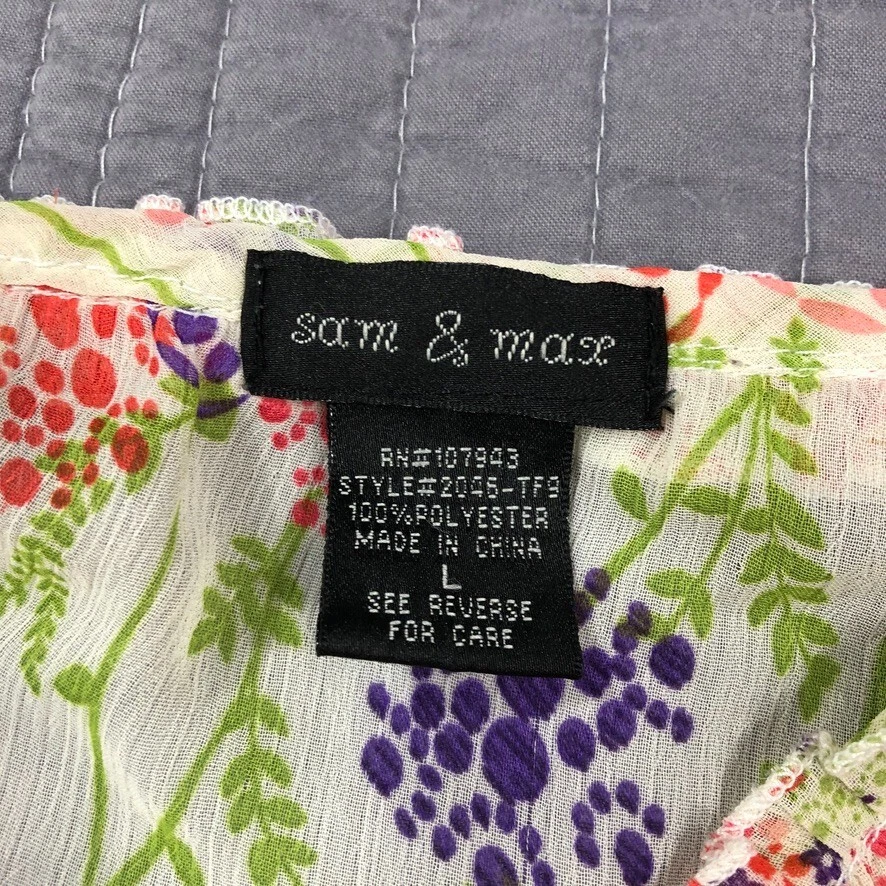 sam & max
RN#107943
STYLE#2046-TF9
100%POLYESTER
MADE IN CHINA
L
SEE REVERSE
FOR CARE